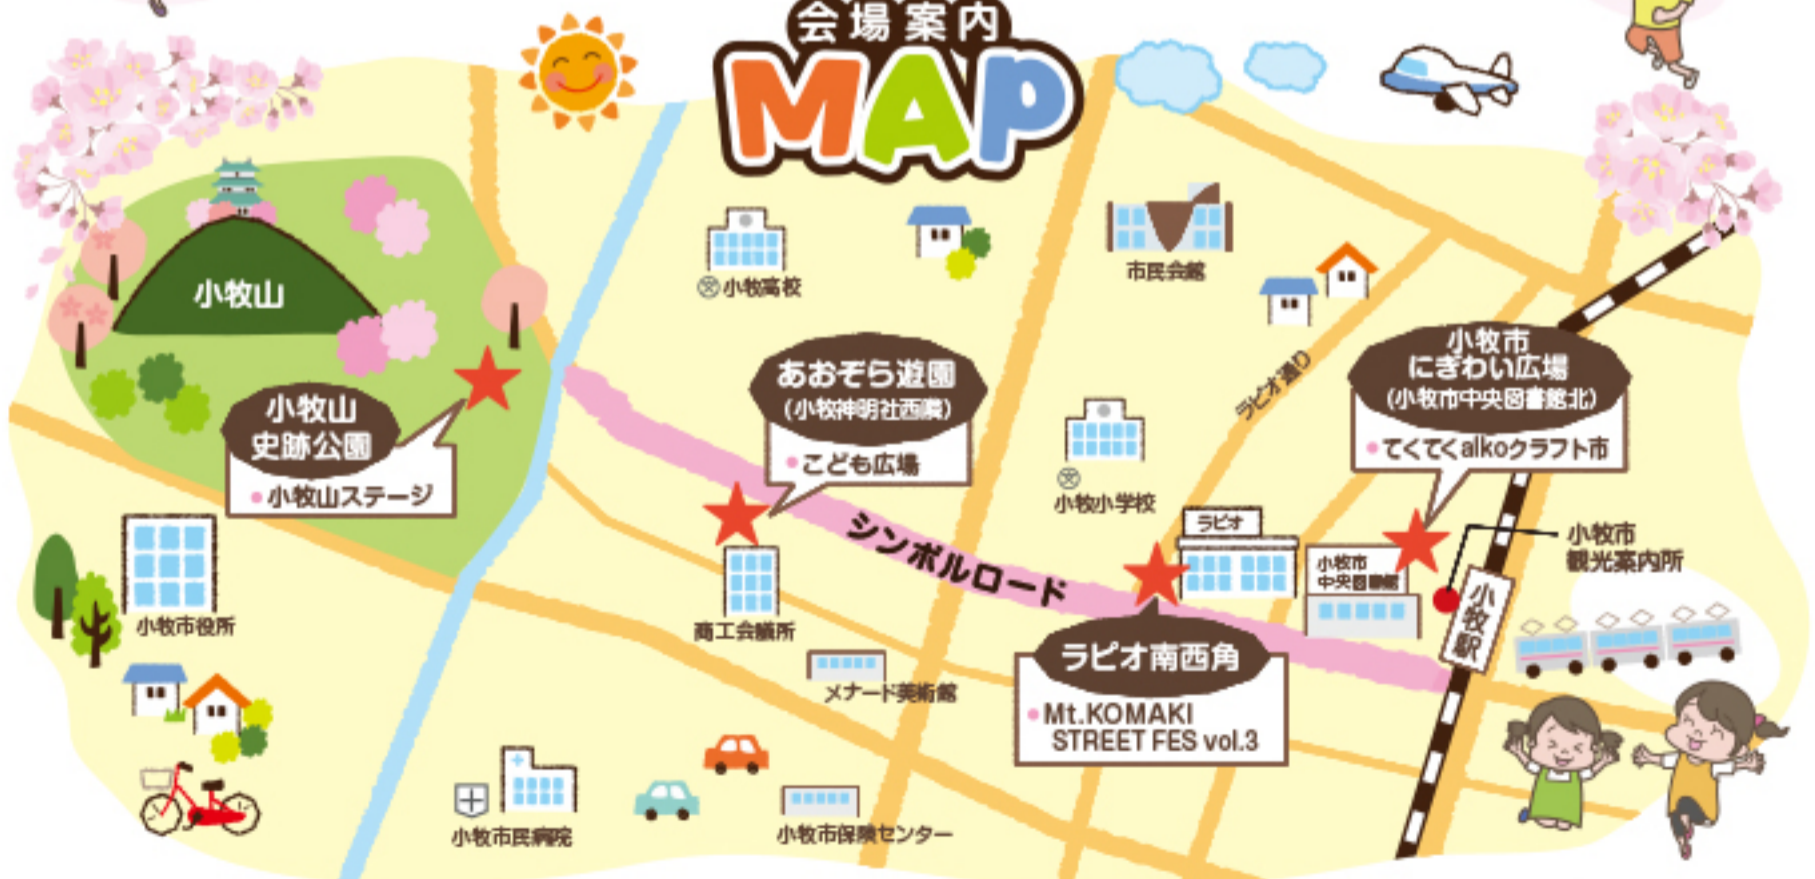 会場案内
MAP
小牧山
小牧高校
市民会館
あおぞら遊園
(小牧神明社西隣)
こども広場
小牧市
にぎわい広場
(小牧市中央図書館北)
てくてくalkoクラフト市
ラピオ通り
小牧山
史跡公園
小牧山ステージ
小牧小学校
シンボルロード
ラピオ
小牧市
中央図書館
小牧市
観光案内所
小牧駅
小牧市役所
商工会議所
メナード美術館
ラピオ南西角
Mt.KOMAKI
STREET FES vol.3
小牧市民病院
小牧市保険センター